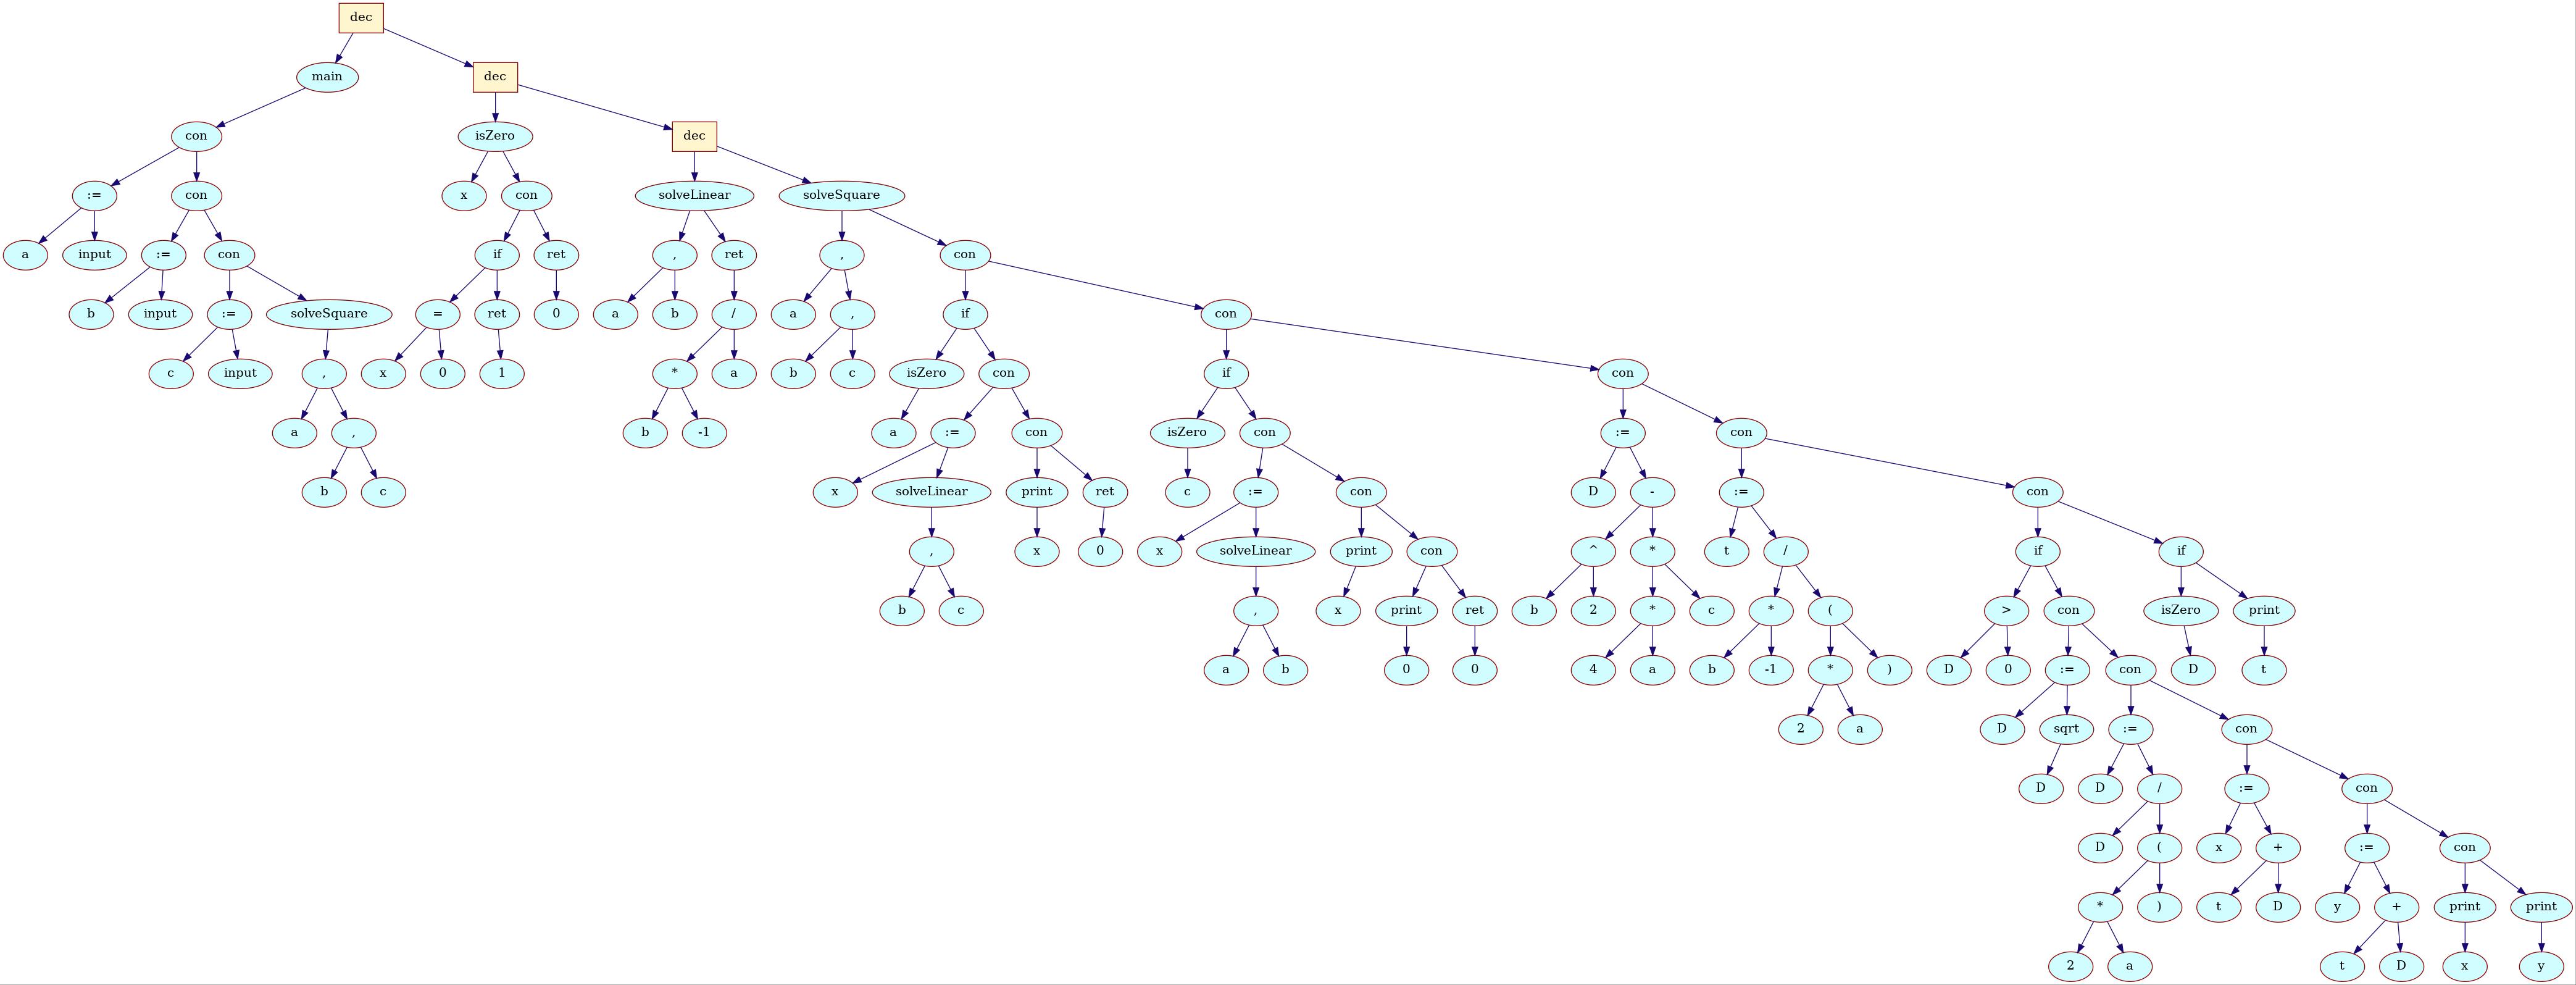 dec
main dec
con isZero dec
:= con x con solveLinear solveSquare
a input := con if ret , ret , con
b input := solveSquare = ret 0 a b / a , if con
c input , x 0 1 * a b c isZero con if con
a , b -1 a := con isZero con := con
b c x solveLinear print ret c := con D - := con
, x 0 x solveLinear print con ^ * t / if if
b c , x print ret b 2 * c * ( > con isZero print
a b 0 0 4 a b -1 * ) D 0 := con D t
2 a D sqrt := con
D D / := con
D ( x + := con
* ) t D y + print print
2 a t D x y